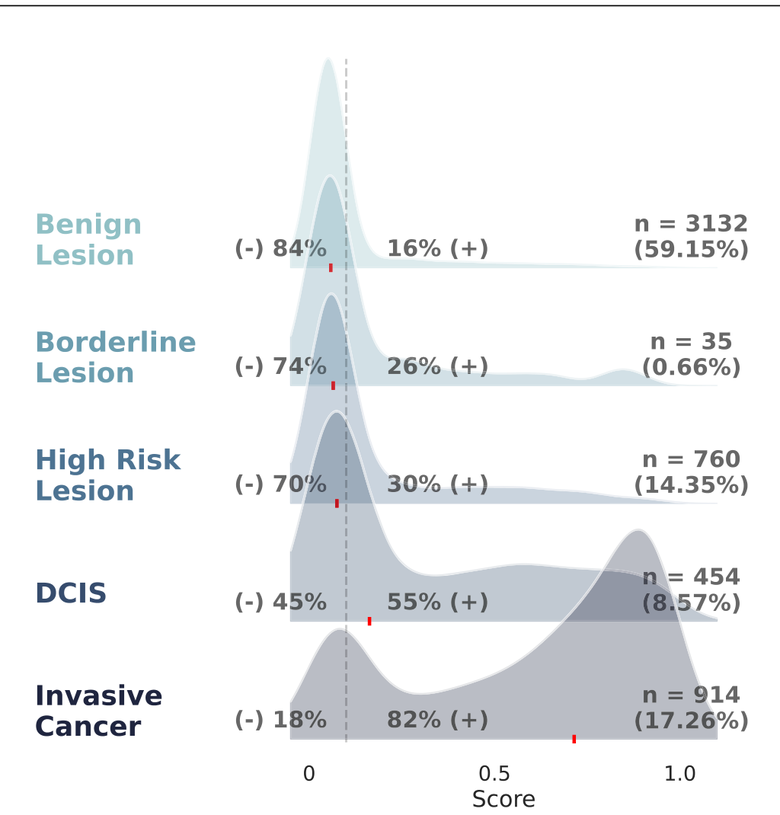 Benign
Lesion
(-) 84%
16% (+)
n = 3132
(59.15%)
Borderline
Lesion
(-) 74%
26% (+)
n = 35
(0.66%)
High Risk
Lesion
(-) 70%
30% (+)
n = 760
(14.35%)
DCIS
(-) 45%
55% (+)
n = 454
(8.57%)
Invasive
Cancer
(-) 18%
82% (+)
n = 914
(17.26%)
0 0.5 1.0
Score